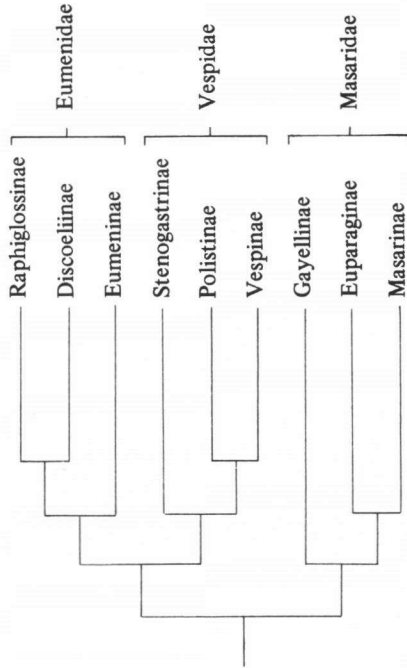 Raphiglossinae
Discoeliinae
Eumeninae
Eumenidae
Stenogastrinae
Polistinae
Vespinae
Vespidae
Gayellinae
Euparaginae
Masarinae
Masaridae